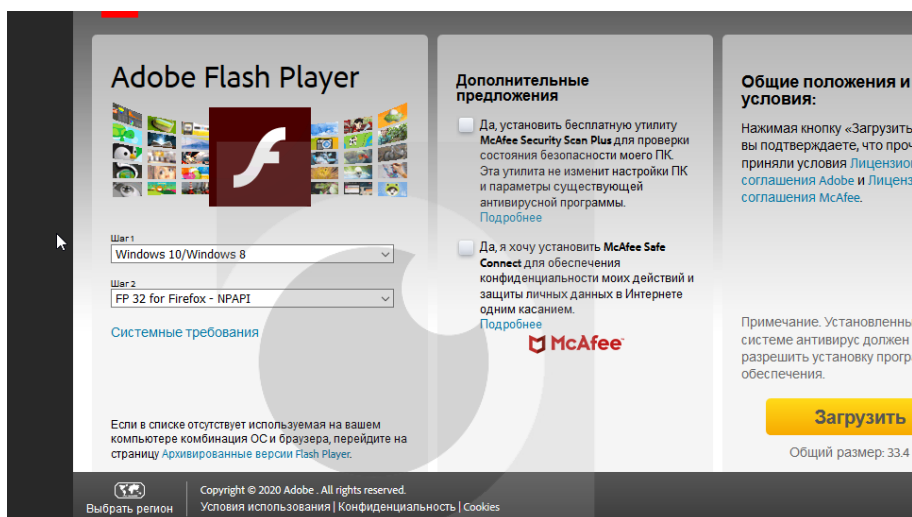 Adobe Flash Player
Шаг 1
Windows 10/Windows 8
Шаг 2
FP 32 for Firefox - NPAPI
Системные требования
Если в списке отсутствует используемая на вашем
компьютере комбинация ОС и браузера, перейдите на
страницу Архивированные версии Flash Player.
Дополнительные
предложения
Да, установить бесплатную утилиту
McAfee Security Scan Plus для проверки
состояния безопасности моего ПК.
Эта утилита не изменит настройки ПК
и параметры существующей
антивирусной программы.
Подробнее
Да, я хочу установить McAfee Safe
Connect для обеспечения
конфиденциальности моих действий и
защиты личных данных в Интернете
одним касанием.
Подробнее
McAfee
Общие положения и
условия:
Нажимая кнопку «Загрузить
вы подтверждаете, что
приняли условия
соглашения Adobe и
соглашения McAfee.
Примечание.
системе антивирус должен
разрешить установку
обеспечения.
Загрузить
Общий размер: 33.4
Выбрать регион
Copyright © 2020 Adobe . All rights reserved.
Условия использования | Конфиденциальность | Cookies